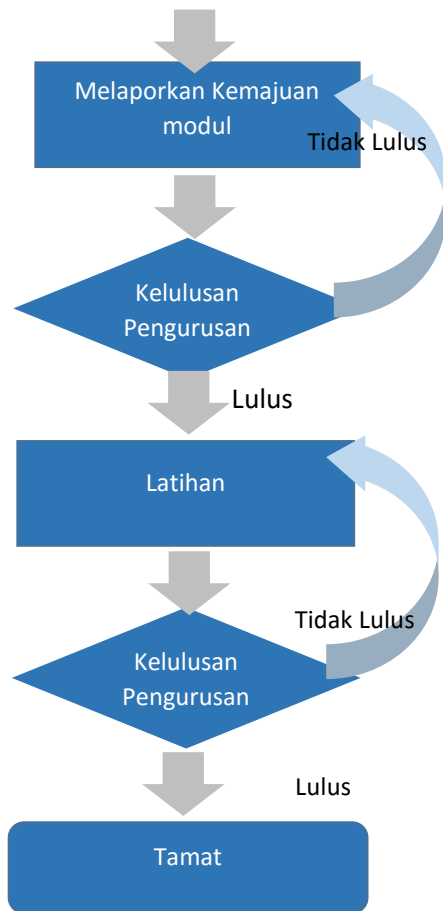 Melaporkan Kemajuan
modul
Tidak Lulus
Kelulusan
Pengurusan
Lulus
Latihan
Tidak Lulus
Kelulusan
Pengurusan
Lulus
Tamat